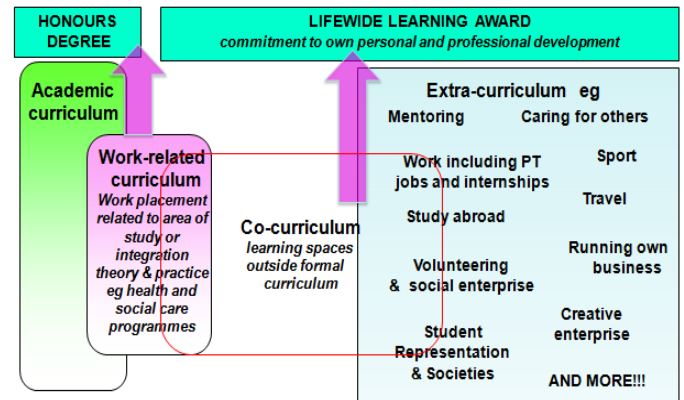 HONOURS
DEGREE
LIFEWIDE LEARNING AWARD
commitment to own personal and professional development
Academic
curriculum
Work-related
curriculum
Work placement
related to area of
study or
integration
theory & practice
eg health and
social care
programmes
Co-curriculum
learning spaces
outside formal
curriculum
Extra-curriculum eg
Mentoring
Caring for others
Work including PT
jobs and internships
Sport
Travel
Study abroad
Running own
business
Volunteering
& social enterprise
Creative
enterprise
Student
Representation
& Societies
AND MORE!!!